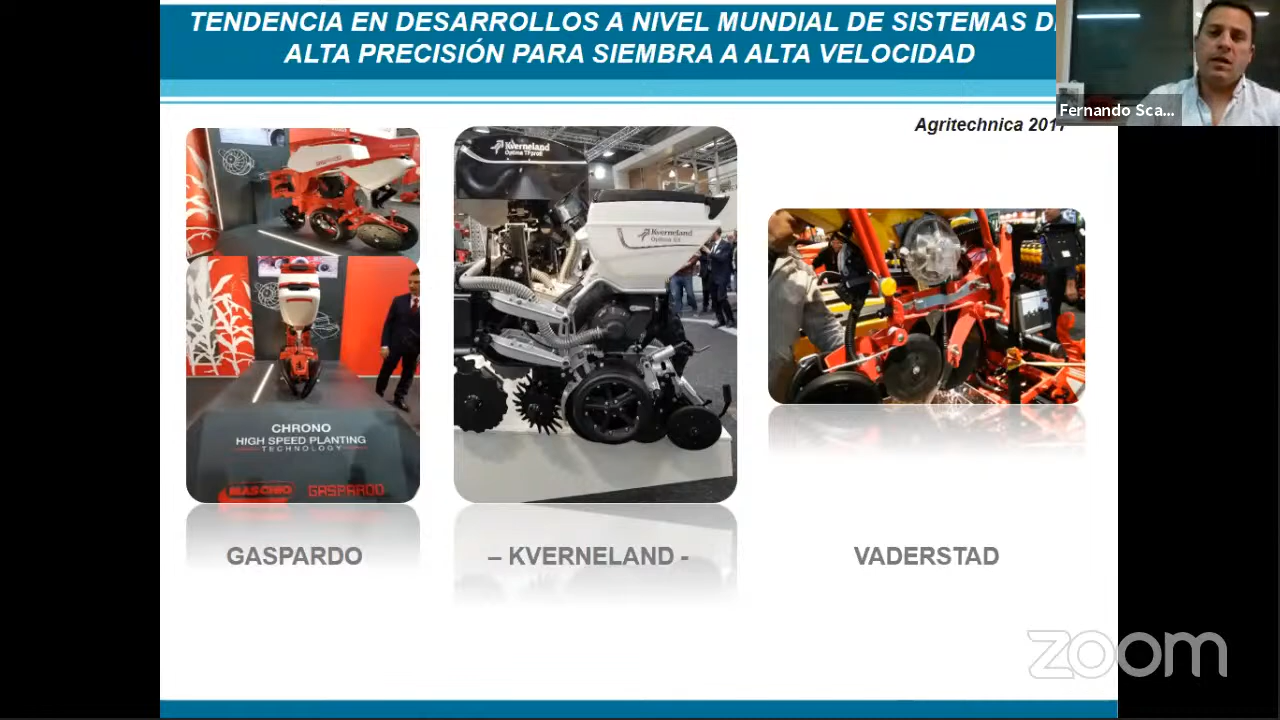 TENDENCIA EN DESARROLLOS A NIVEL MUNDIAL DE SISTEMAS DE
ALTA PRECISIÓN PARA SIEMBRA A ALTA VELOCIDAD
Fernando Sca...
Agritechnica 2017
Kverneland
Optima TFprofi
Kverneland
Optima
CHRONO
HIGH SPEED PLANTING
TECHNOLOGY
MASCHIO GASPARDO
GASPARDO
– KVERNELAND -
VADERSTAD
zoom